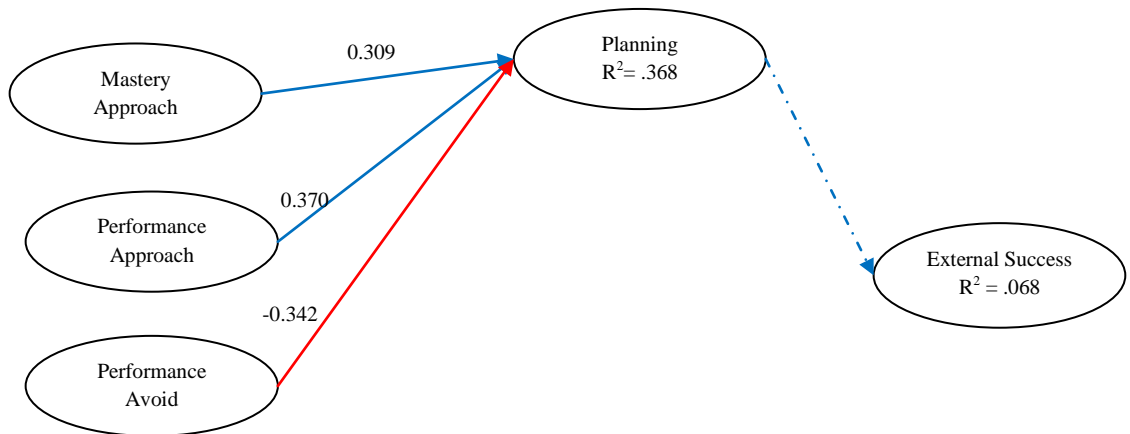 Mastery
Approach
0.309
Planning
R²= .368
0.370
Performance
Approach
External Success
R² = .068
-0.342
Performance
Avoid